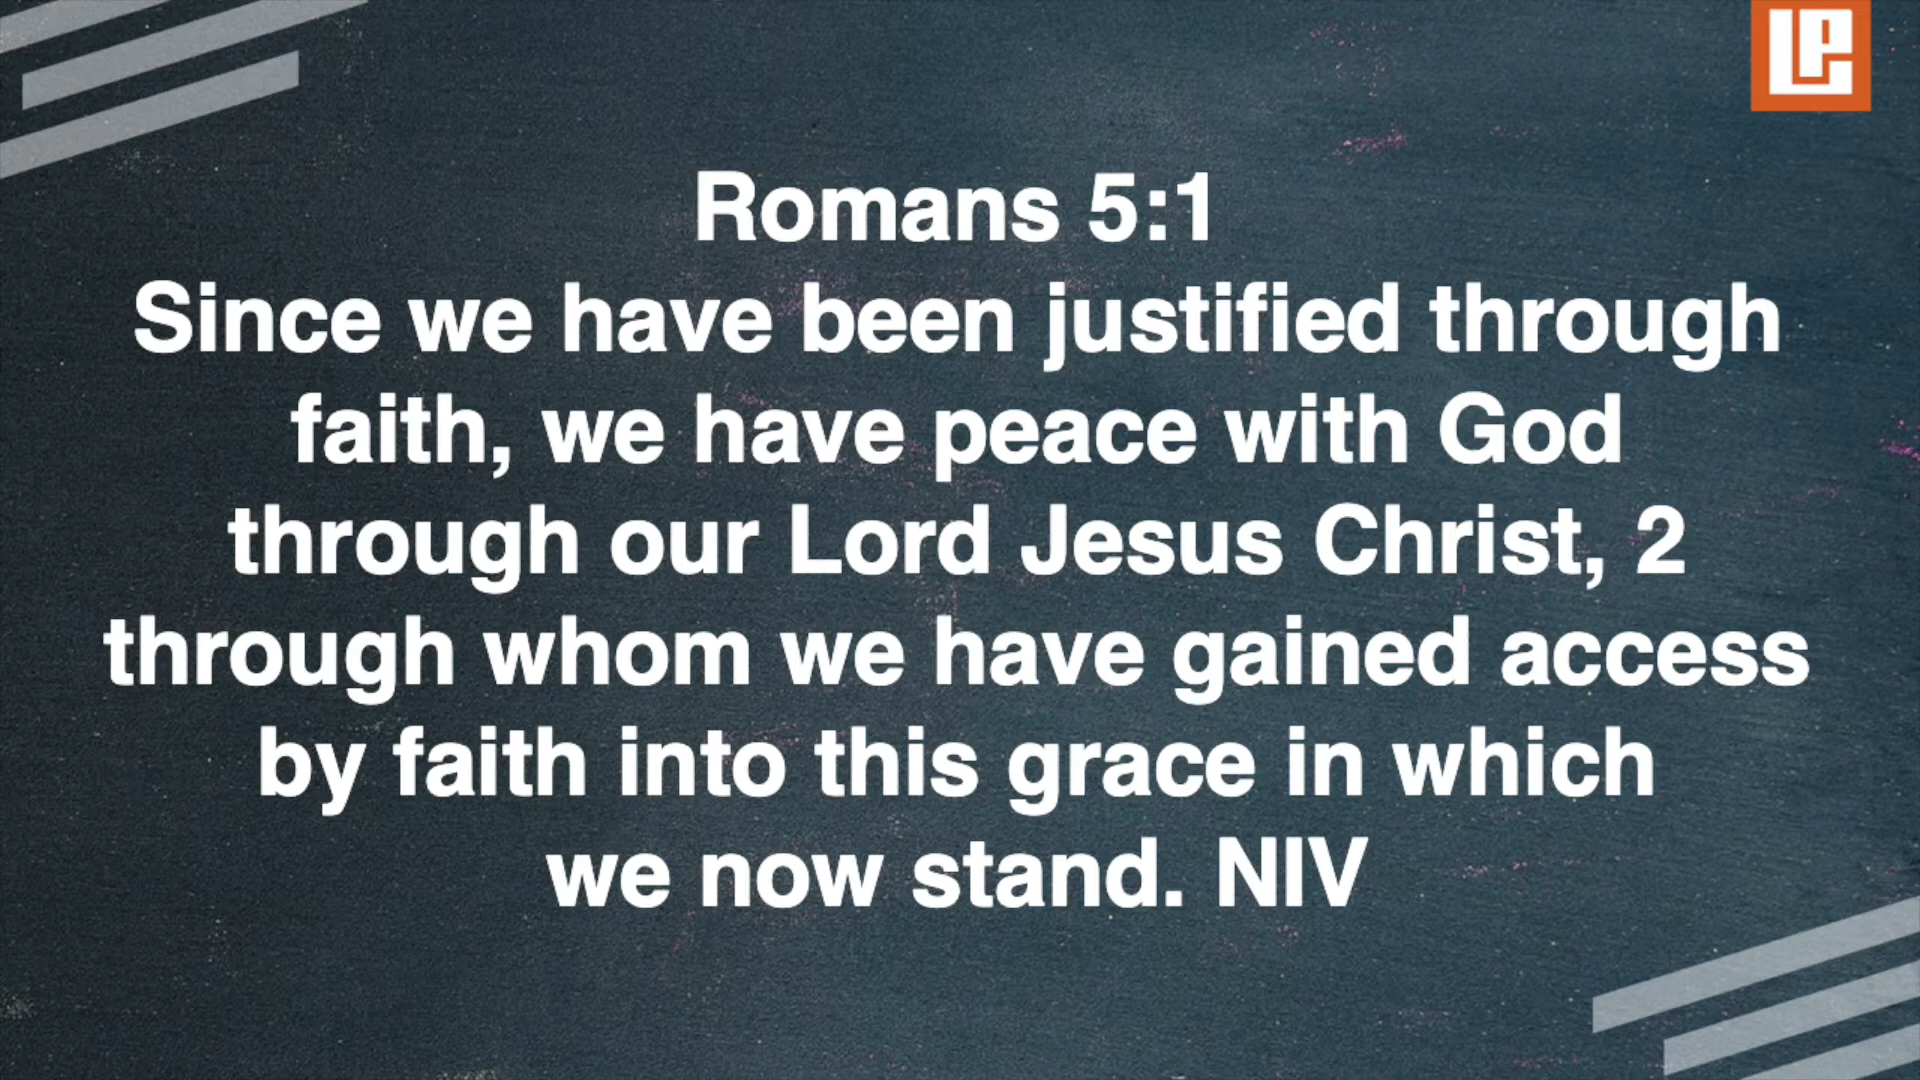 LP
Romans 5:1
Since we have been justified through
faith, we have peace with God
through our Lord Jesus Christ, 2
through whom we have gained access
by faith into this grace in which
we now stand. NIV